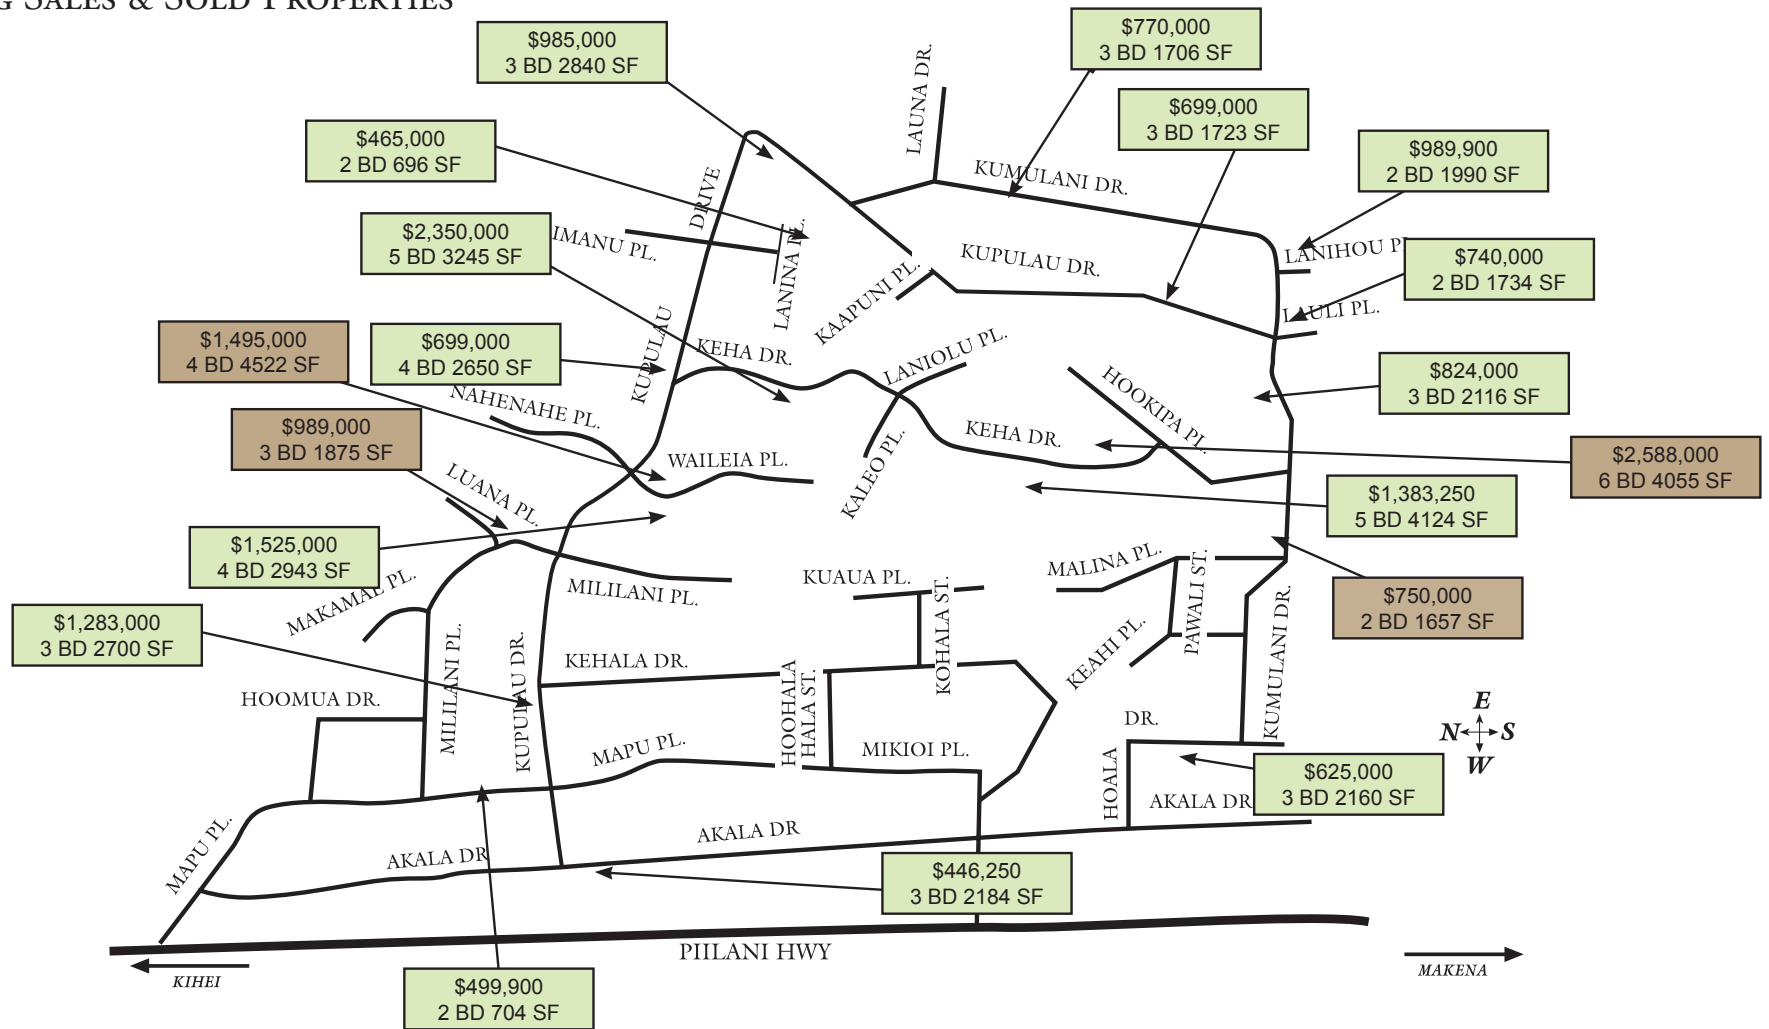 G SALES & SOLD PROPERTIES
$985,000
3 BD 2840 SF
$770,000
3 BD 1706 SF
LAUNA DR.
$699,000
3 BD 1723 SF
$465,000
2 BD 696 SF
$989,900
2 BD 1990 SF
KUMULANI DR.
DRIVE
$2,350,000
5 BD 3245 SF
IMANU PL.
LANINA PL.
KUPULAU DR.
LANIHOU P
$740,000
2 BD 1734 SF
KAAPUNI PL.
LAULI PL.
$1,495,000
4 BD 4522 SF
$699,000
4 BD 2650 SF
KUPULAU
KEHA DR.
LANIOLU PL.
HOOKIPA PL.
$824,000
3 BD 2116 SF
NAHENAHE PL.
$989,000
3 BD 1875 SF
KEHA DR.
WAILEIA PL.
KALEO PL.
$2,588,000
6 BD 4055 SF
LUANA PL.
$1,383,250
5 BD 4124 SF
$1,525,000
4 BD 2943 SF
MAKAMAE PL.
MILILANI PL.
KUAUA PL.
KOHALA ST.
MALINA PL.
PAWALI ST.
$750,000
2 BD 1657 SF
$1,283,000
3 BD 2700 SF
KEAHI PL.
KUMULANI DR.
MILILANI PL.
KUPULAU DR.
KEHALA DR.
HOOHALA
HALA ST.
HOOMUA DR.
DR.
E
N S
W
MAPU PL.
MIKIOI PL.
HOALA
$625,000
3 BD 2160 SF
AKALA DR
MAPU PL.
AKALA DR
AKALA DR
$446,250
3 BD 2184 SF
PIILANI HWY
KIHEI
MAKENA
$499,900
2 BD 704 SF